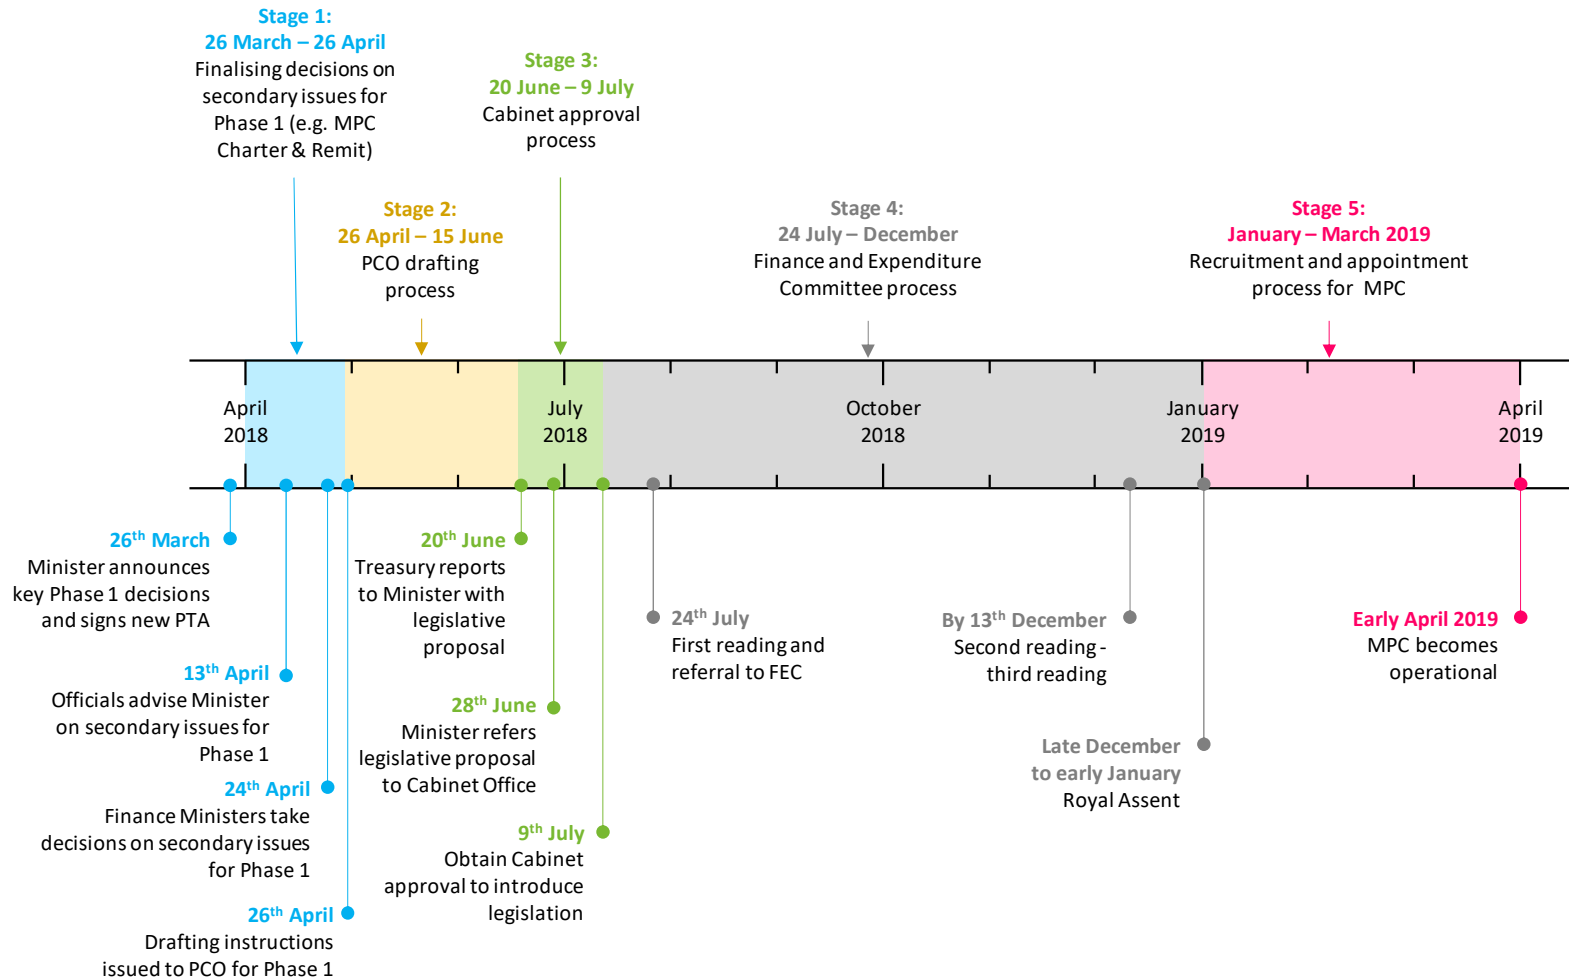 Stage 1:
26 March – 26 April
Finalising decisions on
secondary issues for
Phase 1 (e.g. MPC
Charter & Remit)
Stage 2:
26 April – 15 June
PCO drafting
process
Stage 3:
20 June – 9 July
Cabinet approval
process
Stage 4:
24 July – December
Finance and Expenditure
Committee process
Stage 5:
January – March 2019
Recruitment and appointment
process for MPC
April
2018
July
2018
October
2018
January
2019
April
2019
26th March
Minister announces
key Phase 1 decisions
and signs new PTA
13th April
Officials advise Minister
on secondary issues for
Phase 1
24th April
Finance Ministers take
decisions on secondary issues
for Phase 1
26th April
Drafting instructions
issued to PCO for Phase 1
20th June
Treasury reports
to Minister with
legislative
proposal
28th June
Minister refers
legislative proposal
to Cabinet Office
9th July
Obtain Cabinet
approval to introduce
legislation
24th July
First reading and
referral to FEC
By 13th December
Second reading -
third reading
Late December
to early January
Royal Assent
Early April 2019
MPC becomes
operational